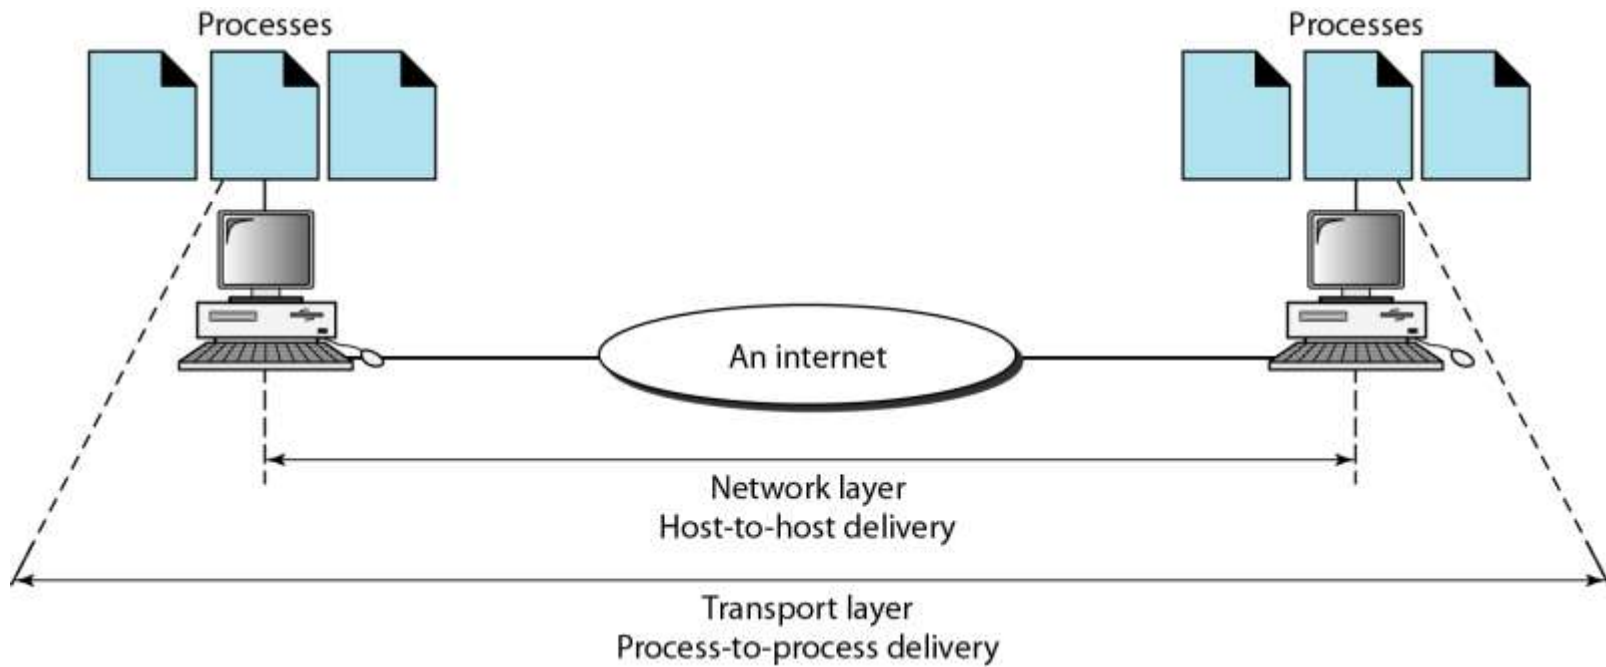 Processes
Processes
An internet
Network layer
Host-to-host delivery
Transport layer
Process-to-process delivery